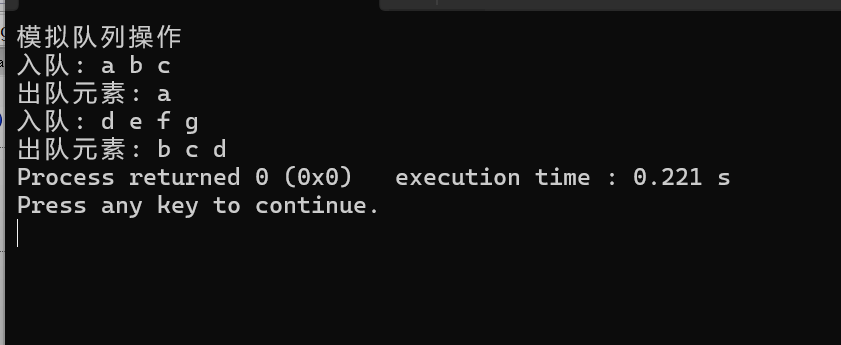 模拟队列操作
入队: a b c
出队元素: a
入队: d e f g
出队元素: b c d
Process returned 0 (0x0)   execution time : 0.221 s
Press any key to continue.